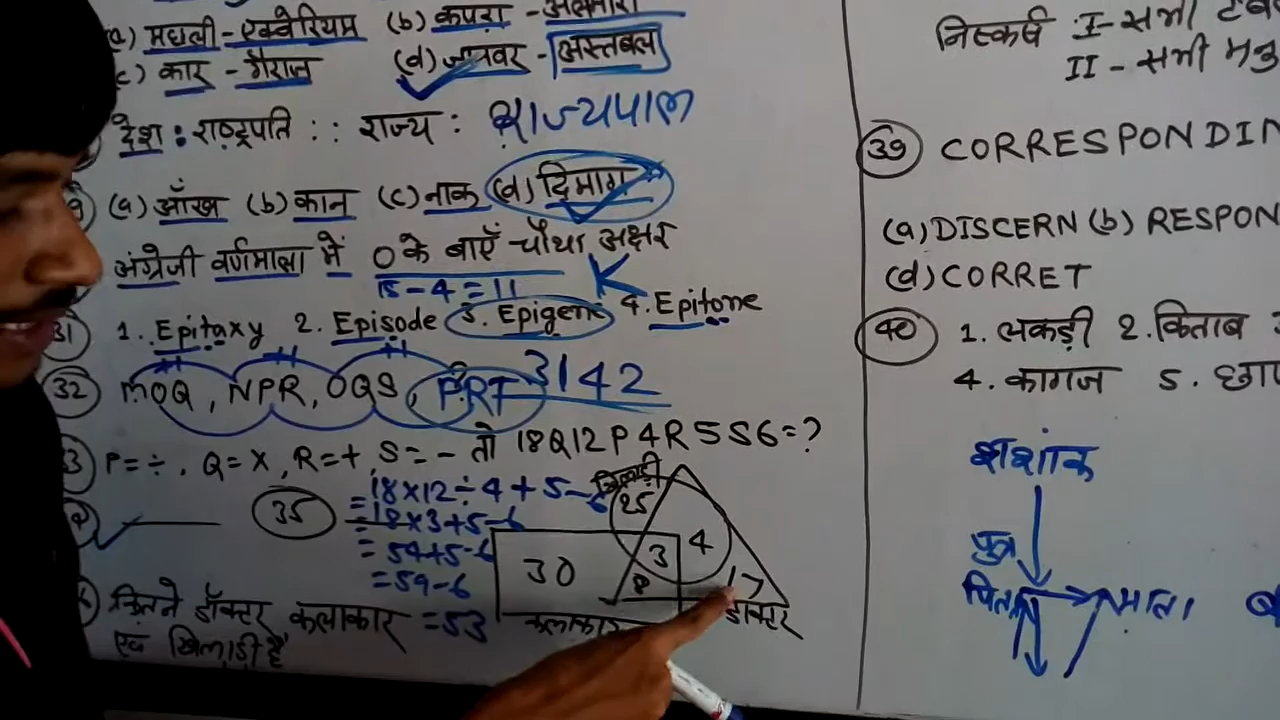 (a) मछली - एक्वेरियम (b) कपरा - अलमारी
(c) कार - गैराज (d) जानवर - अस्तबल
देश : राष्ट्रपति : : राज्य : राज्यपाल
(a) आँख (b) कान (c) नाक (d) दिमाग
अंग्रेजी वर्णमाला में O के बाएँ चौथा अक्षर K
15 - 4 = 11
31 1. Epitaxy 2. Episode 3. Epigene 4. Epitome
3142
32 MOQ, NPR, OQS, PRT
33 P = ÷, Q = X, R = +, S = - तो 18Q12P4R5S6 = ?
= 18 × 12 ÷ 4 + 5 - 6
= 18 × 3 + 5 - 6
= 54 + 5 - 6
= 59 - 6
= 53
35
खिलाड़ी
25
4
3
30
8
17
कलाकार
डॉक्टर
कितने डॉक्टर कलाकार
एवं खिलाड़ी है
निस्कर्ष I - सभी
II - सभी
39 CORRESPONDIN
(a) DISCERN (b) RESPON
(d) CORRET
40 1. लकड़ी 2. किताब
4. कागज 5.
शशांक
पुत्र
पिता
माता